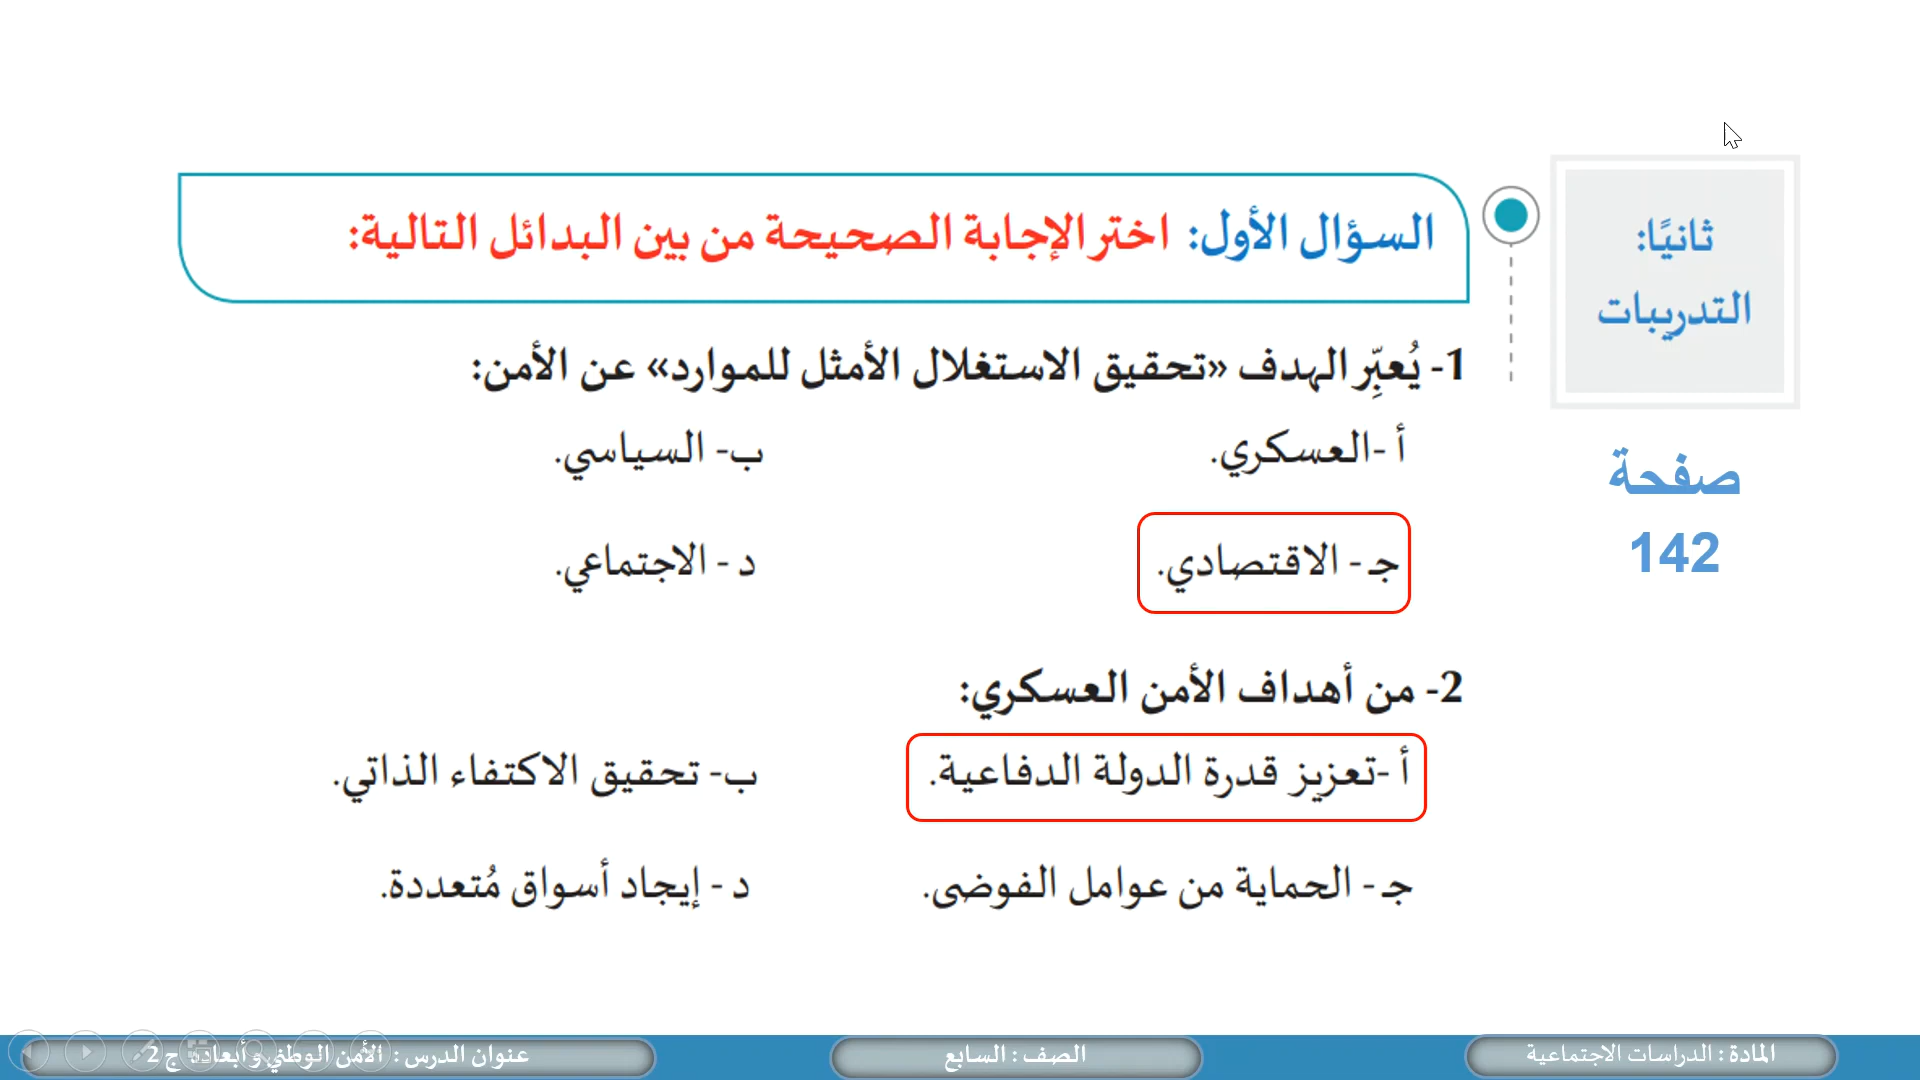 ثانيًا:
التدريبات
صفحة
142
السؤال الأول: اختر الإجابة الصحيحة من بين البدائل التالية:
1- يُعبِّر الهدف «تحقيق الاستغلال الأمثل للموارد» عن الأمن:
أ -العسكري.
ب- السياسي.
جـ - الاقتصادي.
د - الاجتماعي.
2- من أهداف الأمن العسكري:
أ -تعزيز قدرة الدولة الدفاعية.
ب- تحقيق الاكتفاء الذاتي.
جـ - الحماية من عوامل الفوضى.
د - إيجاد أسواق مُتعددة.
المادة : الدراسات الاجتماعية
الصف : السابع
عنوان الدرس : الأمن الوطني وأبعاده ج 2